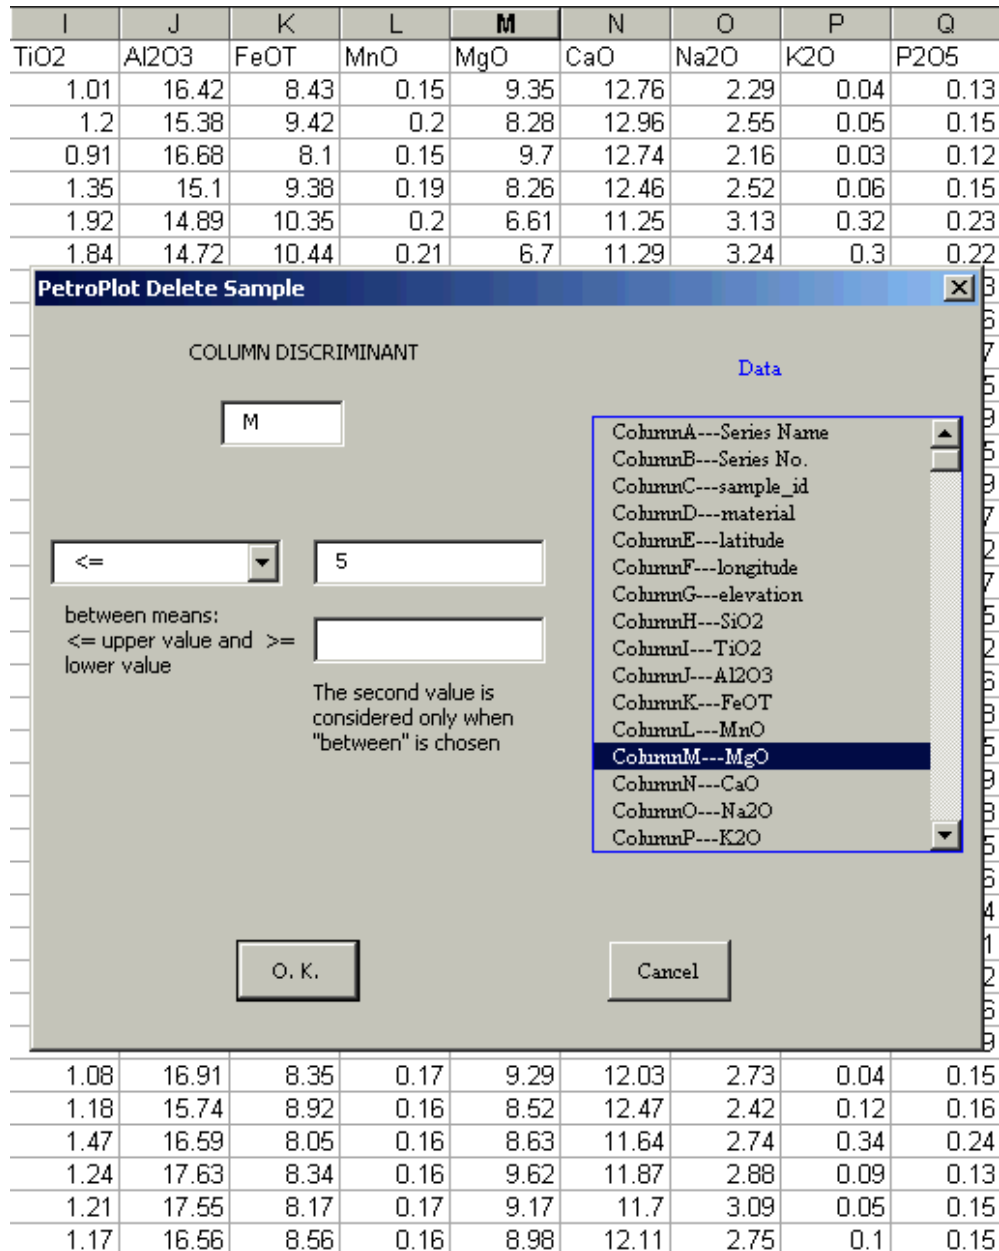 I J K L M N O P Q
TiO2 Al2O3 FeOT MnO MgO CaO Na2O K2O P2O5
1.01 16.42 8.43 0.15 9.35 12.76 2.29 0.04 0.13
1.2 15.38 9.42 0.2 8.28 12.96 2.55 0.05 0.15
0.91 16.68 8.1 0.15 9.7 12.74 2.16 0.03 0.12
1.35 15.1 9.38 0.19 8.26 12.46 2.52 0.06 0.15
1.92 14.89 10.35 0.2 6.61 11.25 3.13 0.32 0.23
1.84 14.72 10.44 0.21 6.7 11.29 3.24 0.3 0.22
PetroPlot Delete Sample
COLUMN DISCRIMINANT
M
<=
5
between means:
<= upper value and >=
lower value
The second value is
considered only when
"between" is chosen
Data
ColumnA---Series Name
ColumnB---Series No.
ColumnC---sample_id
ColumnD---material
ColumnE---latitude
ColumnF---longitude
ColumnG---elevation
ColumnH---SiO2
ColumnI---TiO2
ColumnJ---Al2O3
ColumnK---FeOT
ColumnL---MnO
ColumnM---MgO
ColumnN---CaO
ColumnO---Na2O
ColumnP---K2O
O. K.
Cancel
1.08 16.91 8.35 0.17 9.29 12.03 2.73 0.04 0.15
1.18 15.74 8.92 0.16 8.52 12.47 2.42 0.12 0.16
1.47 16.59 8.05 0.16 8.63 11.64 2.74 0.34 0.24
1.24 17.63 8.34 0.16 9.62 11.87 2.88 0.09 0.13
1.21 17.55 8.17 0.17 9.17 11.7 3.09 0.05 0.15
1.17 16.56 8.56 0.16 8.98 12.11 2.75 0.1 0.15